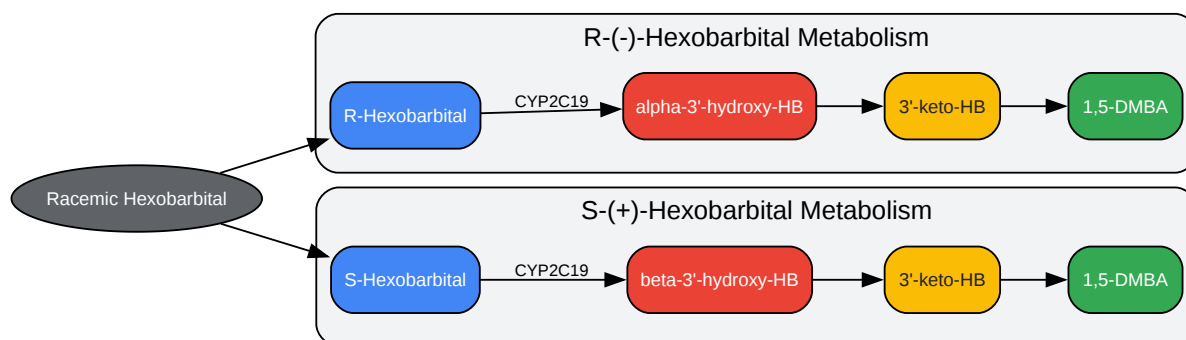 R-(-)-Hexobarbital Metabolism
R-Hexobarbital
CYP2C19
alpha-3'-hydroxy-HB
3'-keto-HB
1,5-DMBA
Racemic Hexobarbital
S-(+)-Hexobarbital Metabolism
S-Hexobarbital
CYP2C19
beta-3'-hydroxy-HB
3'-keto-HB
1,5-DMBA